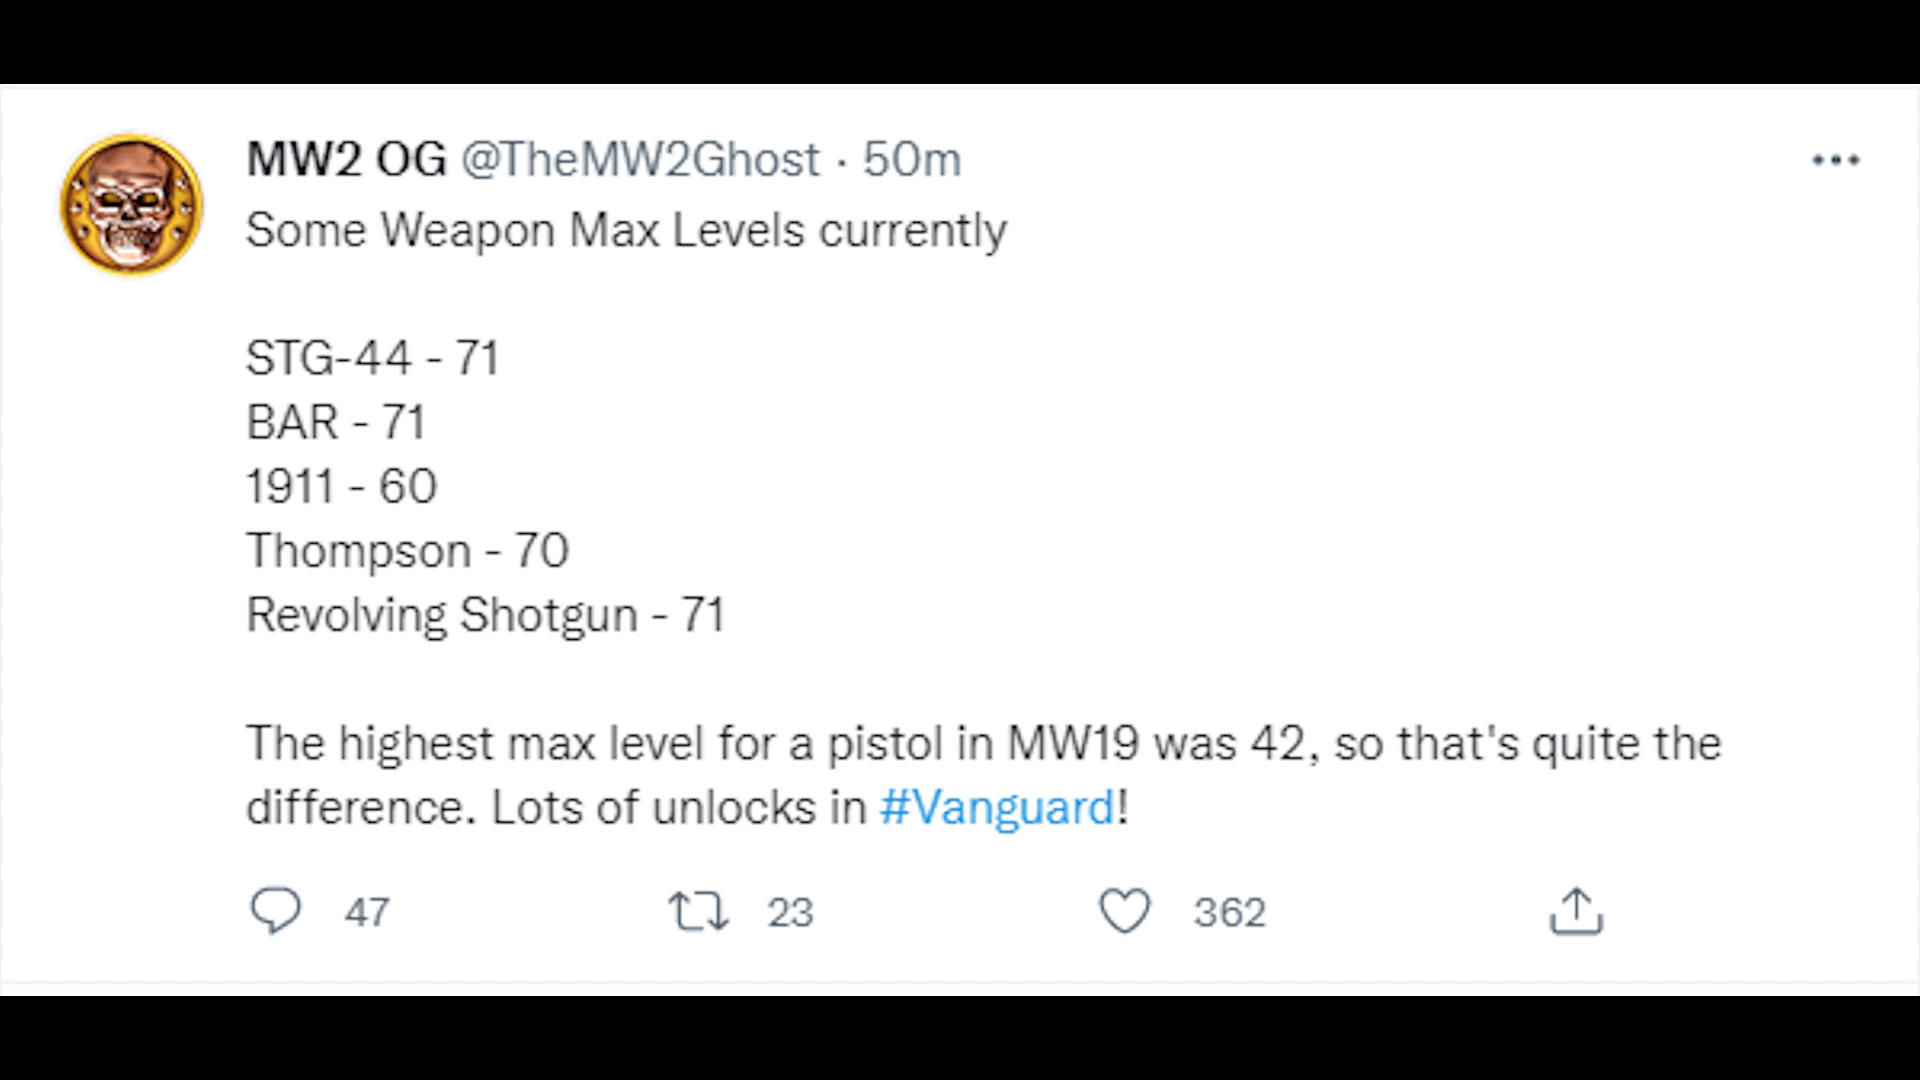 MW2 OG @TheMW2Ghost · 50m
Some Weapon Max Levels currently
STG-44 - 71
BAR - 71
1911 - 60
Thompson - 70
Revolving Shotgun - 71
The highest max level for a pistol in MW19 was 42, so that's quite the
difference. Lots of unlocks in #Vanguard!
47 23 362